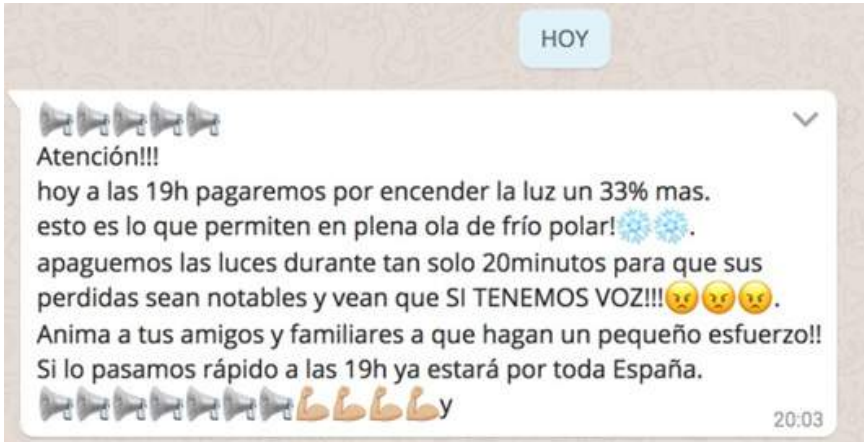 HOY
📢📢📢📢📢
Atención!!!
hoy a las 19h pagaremos por encender la luz un 33% mas.
esto es lo que permiten en plena ola de frío polar!❄️❄️.
apaguemos las luces durante tan solo 20minutos para que sus
perdidas sean notables y vean que SI TENEMOS VOZ!!!😠😠😠.
Anima a tus amigos y familiares a que hagan un pequeño esfuerzo!!
Si lo pasamos rápido a las 19h ya estará por toda España.
📢📢📢📢📢📢📢💪🏼💪🏼💪🏼💪🏼y
20:03